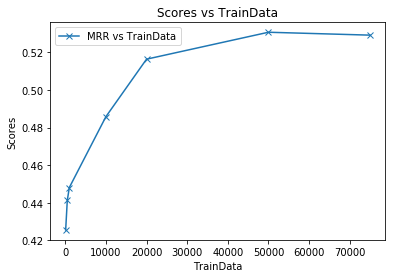 Scores vs TrainData
MRR vs TrainData
0.52
0.50
0.48
0.46
0.44
0.42
Scores
0 10000 20000 30000 40000 50000 60000 70000
TrainData